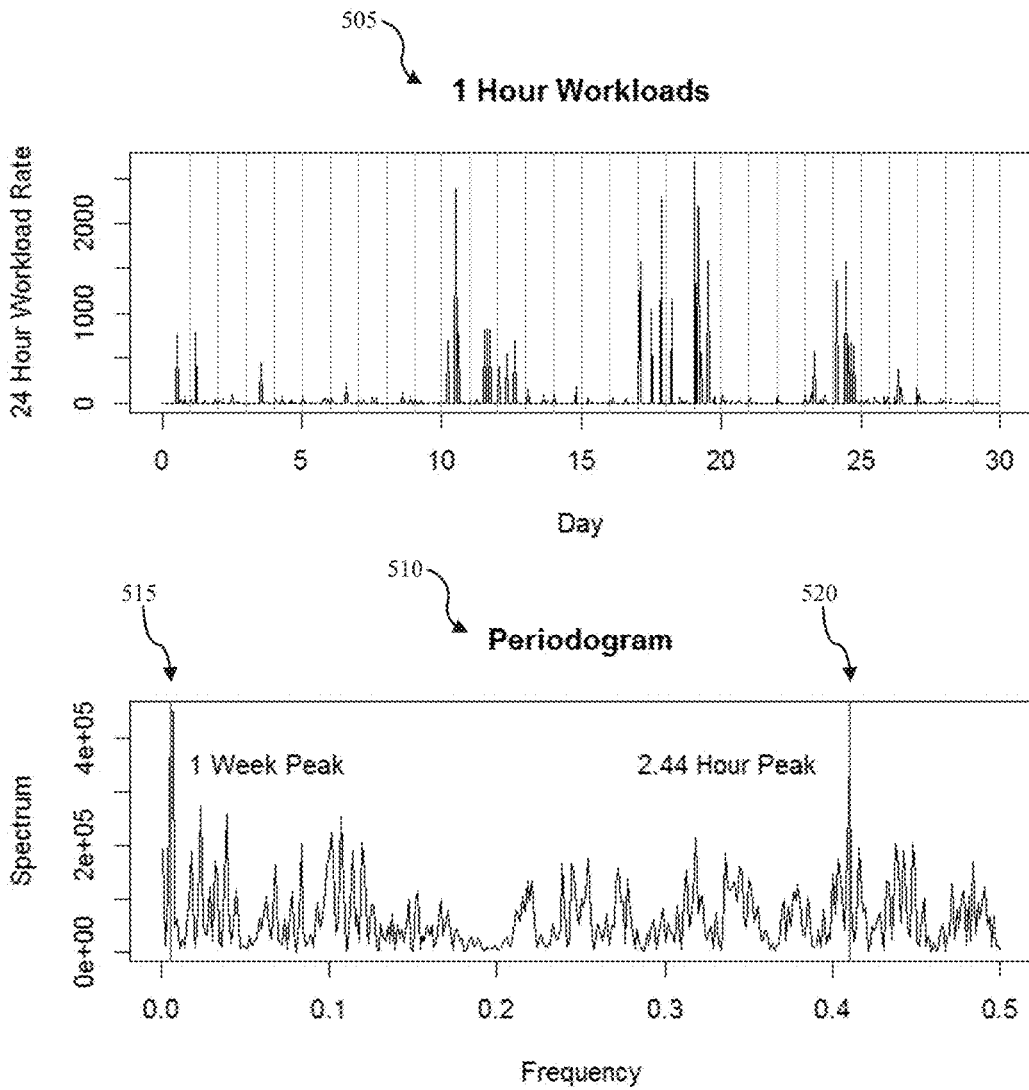 505
1 Hour Workloads
24 Hour Workload Rate
0 1000 2000
0 5 10 15 20 25 30
Day
510
515
520
Periodogram
Spectrum
0e+00 2e+05 4e+05
1 Week Peak
2.44 Hour Peak
0.0 0.1 0.2 0.3 0.4 0.5
Frequency